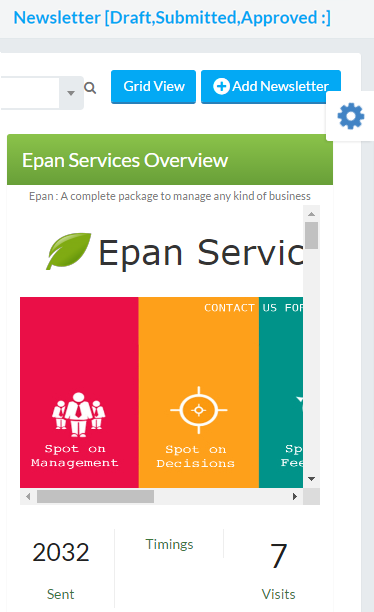 Newsletter [Draft,Submitted,Approved :]
Grid View
Add Newsletter
Epan Services Overview
Epan : A complete package to manage any kind of business
Epan Servic
CONTACT US FOR
Spot on
Management
Spot on
Decisions
Sp
Fee
2032
Sent
Timings
7
Visits